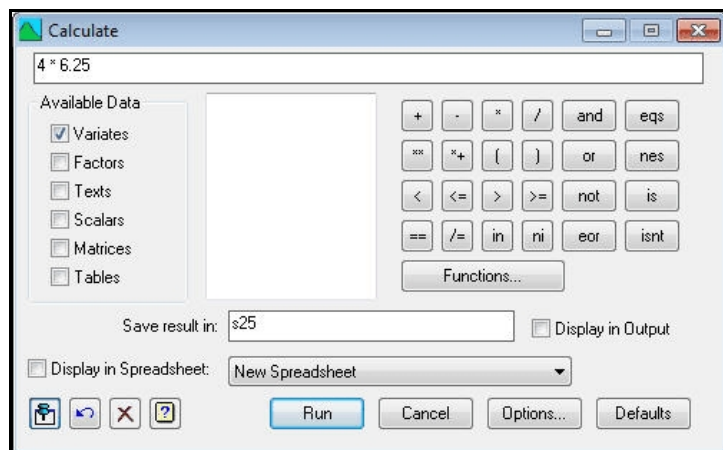 Calculate
4 * 6.25
Available Data
Variates
Factors
Texts
Scalars
Matrices
Tables
+ - * / and eqs
** *+ ( ) or nes
< <= > >= not is
== /= in ni eor isnt
Functions...
Save result in: s25 Display in Output
Display in Spreadsheet: New Spreadsheet
? Run Cancel Options... Defaults